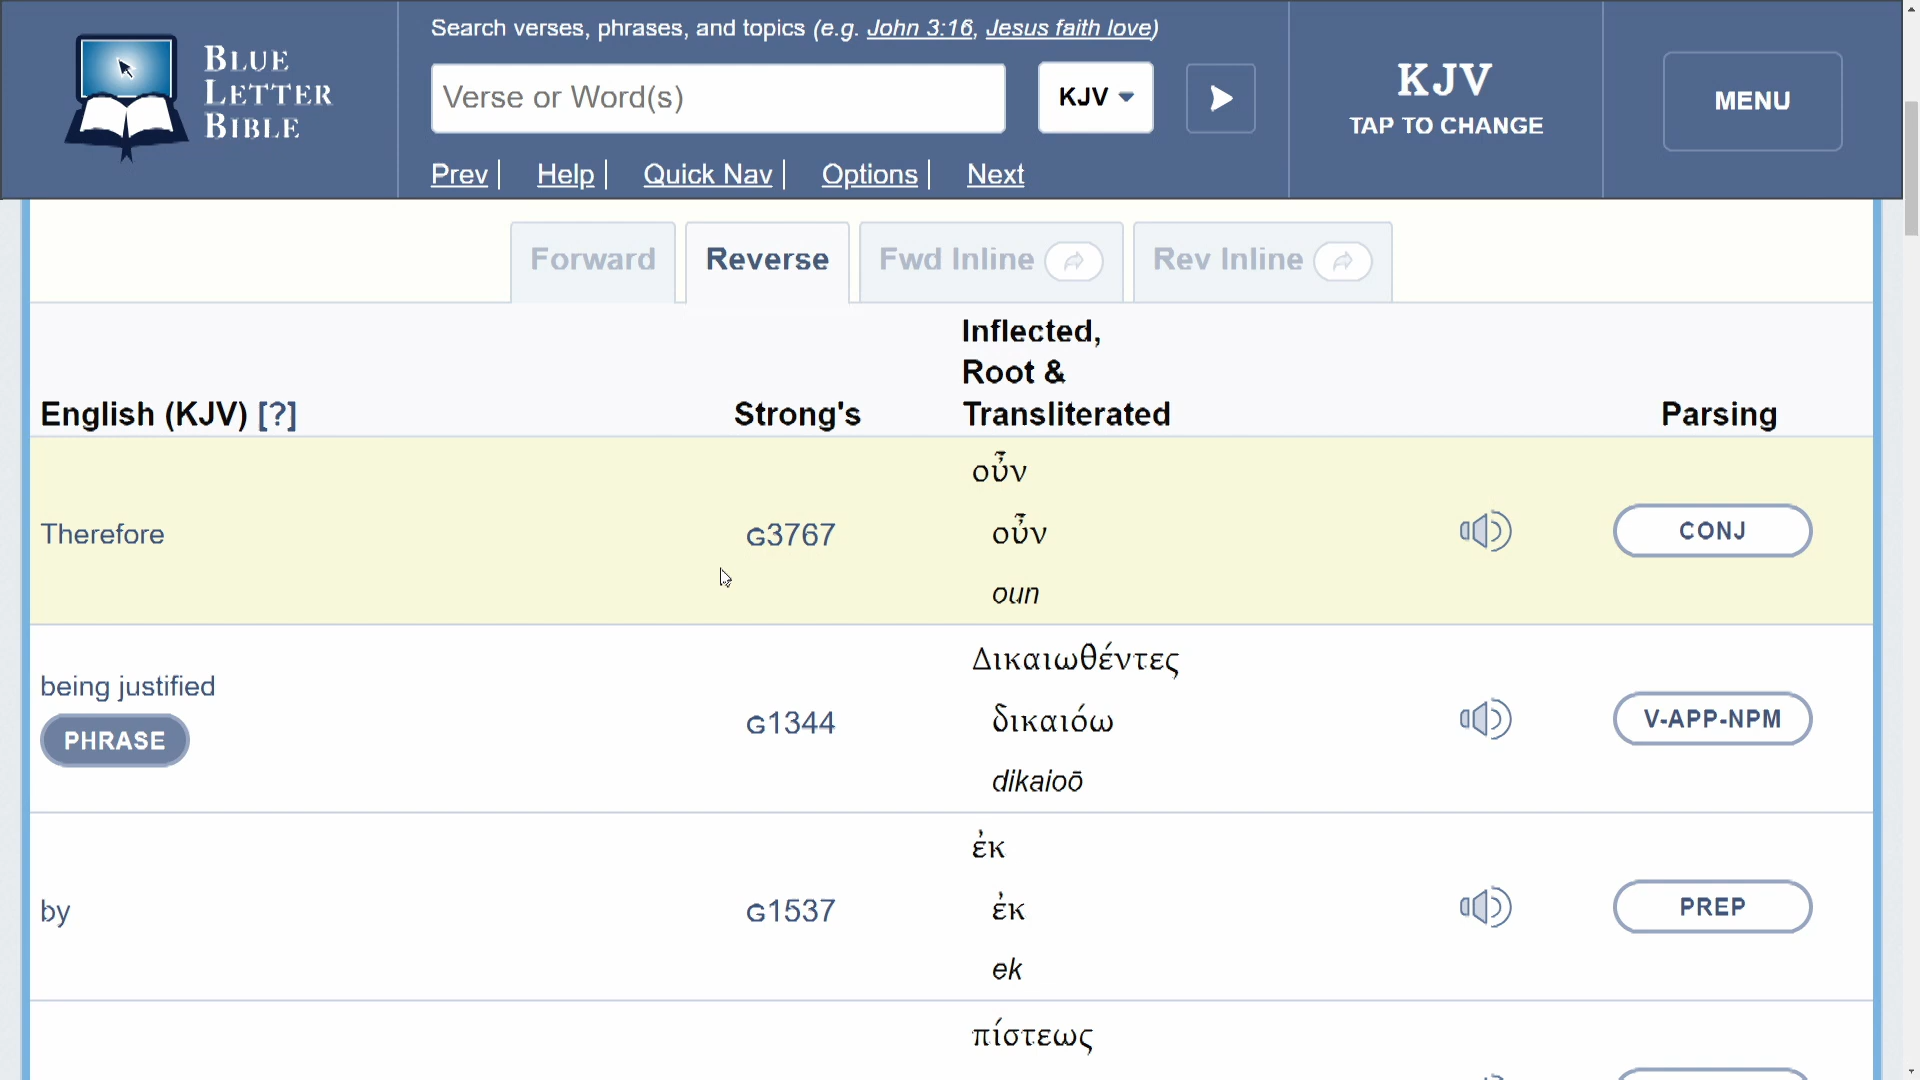 BLUE
LETTER
BIBLE
Search verses, phrases, and topics (e.g. John 3:16, Jesus faith love)
Verse or Word(s)
KJV
Prev | Help | Quick Nav | Options | Next
KJV
TAP TO CHANGE
MENU
Forward Reverse Fwd Inline Rev Inline
English (KJV) [?]
Strong's
Inflected,
Root &
Transliterated
Parsing
Therefore
G3767
οὖν
οὖν
oun
CONJ
being justified
PHRASE
G1344
Δικαιωθέντες
δικαιόω
dikaioō
V-APP-NPM
by
G1537
ἐκ
ἐκ
ek
PREP
πίστεως